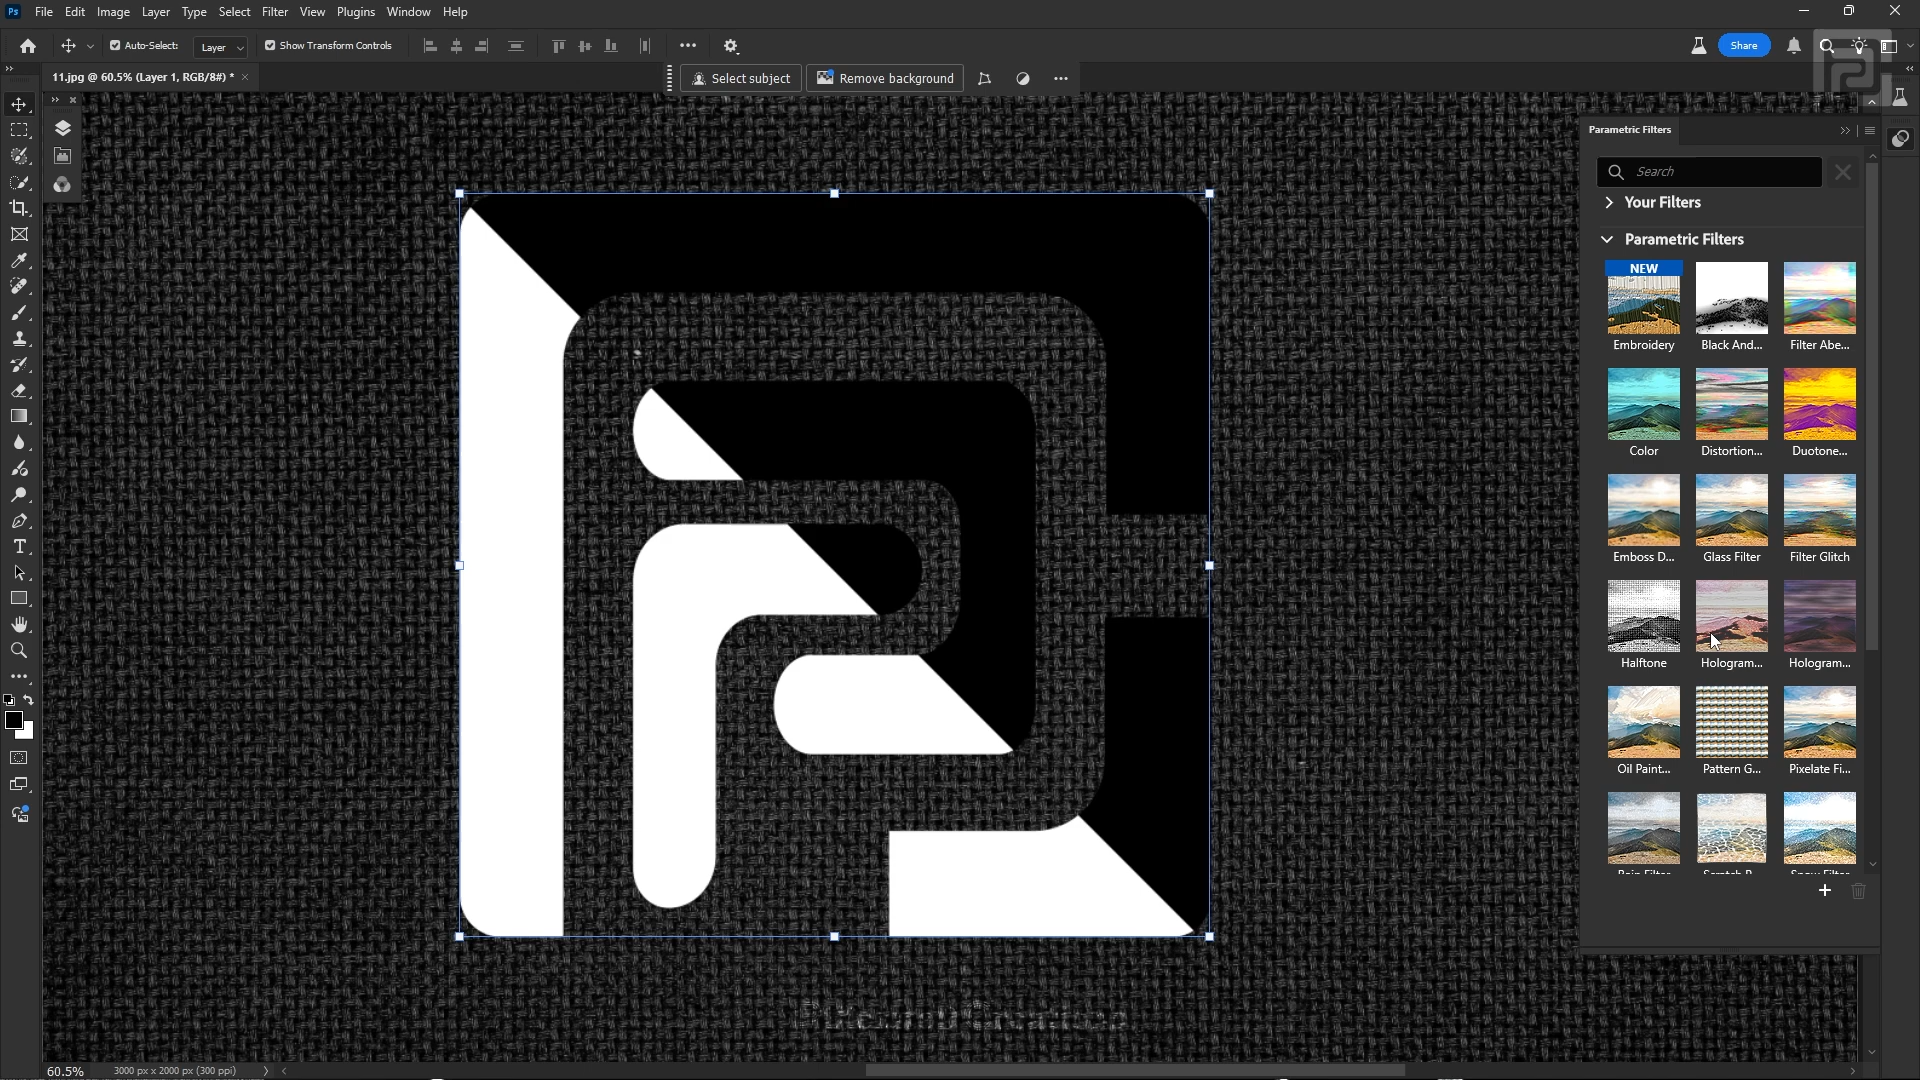 Ps File Edit Image Layer Type Select Filter View Plugins Window Help
Auto-Select: Layer Show Transform Controls Share
11.jpg @ 60.5% (Layer 1, RGB/8#) *
Select subject Remove background
Parametric Filters
Search
Your Filters
Parametric Filters
NEW
Embroidery Black And... Filter Abe...
Color Distortion... Duotone...
Emboss D... Glass Filter Filter Glitch
Halftone Hologram... Hologram...
Oil Paint... Pattern G... Pixelate Fi...
60.5% 3000 px x 2000 px (300 ppi)